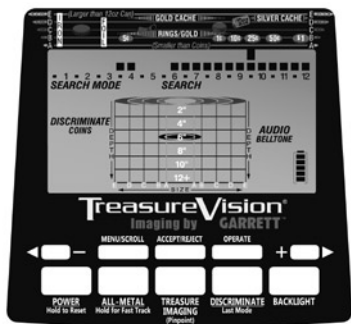 (Larger than 12oz Can)
GOLD CACHE
SILVER CACHE
RINGS/GOLD
5¢ 1¢ 10¢ 25¢ 50¢ $1
(Smaller than Coins)
1 2 3 4 5 6 7 8 9 10 11 12
SEARCH MODE SEARCH
DISCRIMINATE
COINS
AUDIO
BELLTONE
DEPTH
2"
4"
8"
10"
12+
DEPTH
E D C B A A B C D E
SIZE
TREASUREVISION™
Imaging by GARRETT™
MENU/SCROLL ACCEPT/REJECT OPERATE
− +
POWER
Hold to Reset
ALL-METAL
Hold for Fast Track
TREASURE
IMAGING
(Pinpoint)
DISCRIMINATE
Last Mode
BACKLIGHT